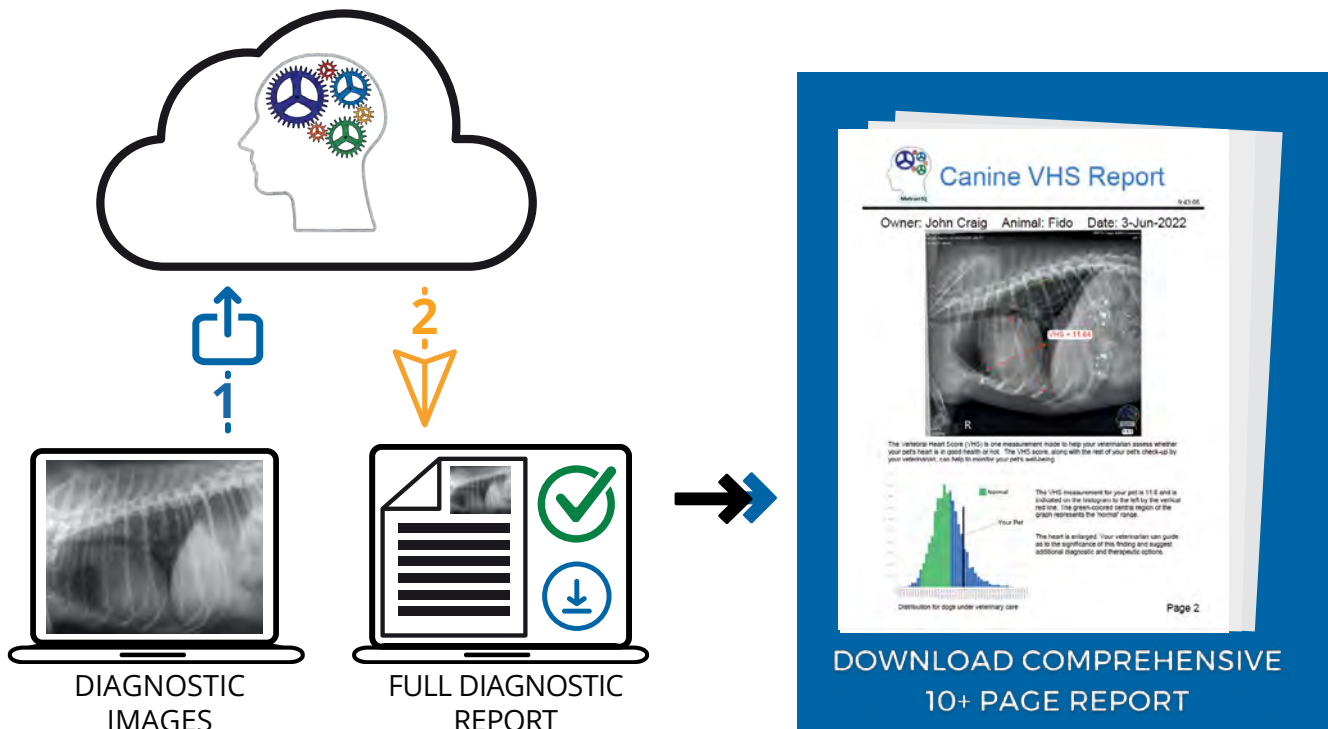 1
2
DIAGNOSTIC
IMAGES
FULL DIAGNOSTIC
REPORT
MetronIQ
Canine VHS Report
9:43:05
Owner: John Craig Animal: Fido Date: 3-Jun-2022
VHS = 11.64
R
The Vertebral Heart Score (VHS) is one measurement made to help your veterinarian assess whether
your pet's heart is in good health or not. The VHS score, along with the rest of your pet's check-up by
your veterinarian, can help to monitor your pet's well-being.
Normal
Your Pet
The VHS measurement for your pet is 11.6 and is
indicated on the histogram to the left by the vertical
red line. The green-colored central region of the
graph represents the 'normal' range.
The heart is enlarged. Your veterinarian can guide
as to the significance of this finding and suggest
additional diagnostic and therapeutic options.
Distribution for dogs under veterinary care
Page 2
DOWNLOAD COMPREHENSIVE
10+ PAGE REPORT